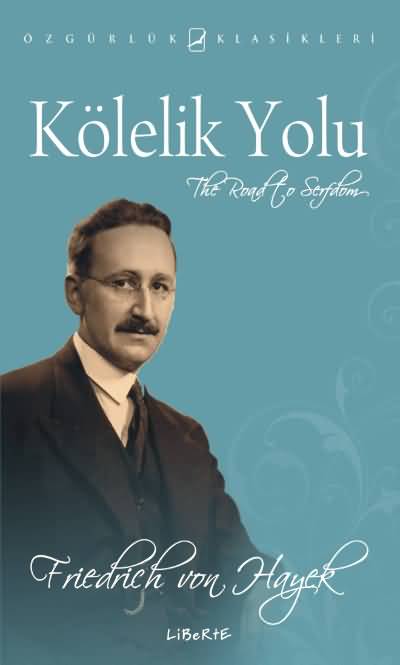 ÖZGÜRLÜK KLASİKLERİ
Kölelik Yolu
The Road to Serfdom
Friedrich von Hayek
LiBeRtE